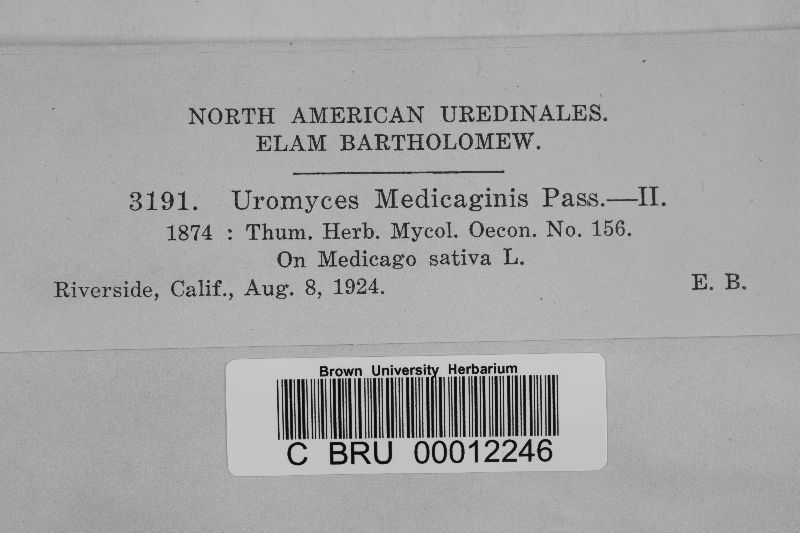 NORTH AMERICAN UREDINALES.
ELAM BARTHOLOMEW.
3191. Uromyces Medicaginis Pass.—II.
1874 : Thum. Herb. Mycol. Oecon. No. 156.
On Medicago sativa L.
Riverside, Calif., Aug. 8, 1924. E. B.
Brown University Herbarium
C BRU 00012246